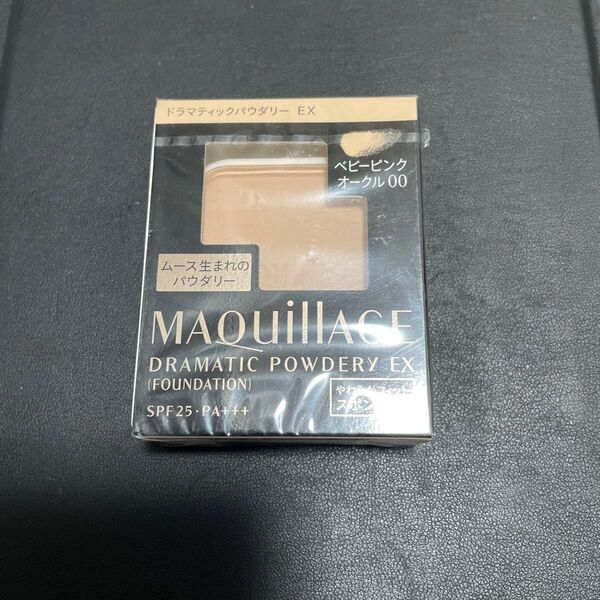 ドラマティックパウダリー EX
ベビーピンク
オークル00
ムース生まれの
パウダリー
MAQuillAGE
DRAMATIC POWDERY EX
(FOUNDATION)
SPF25・PA+++